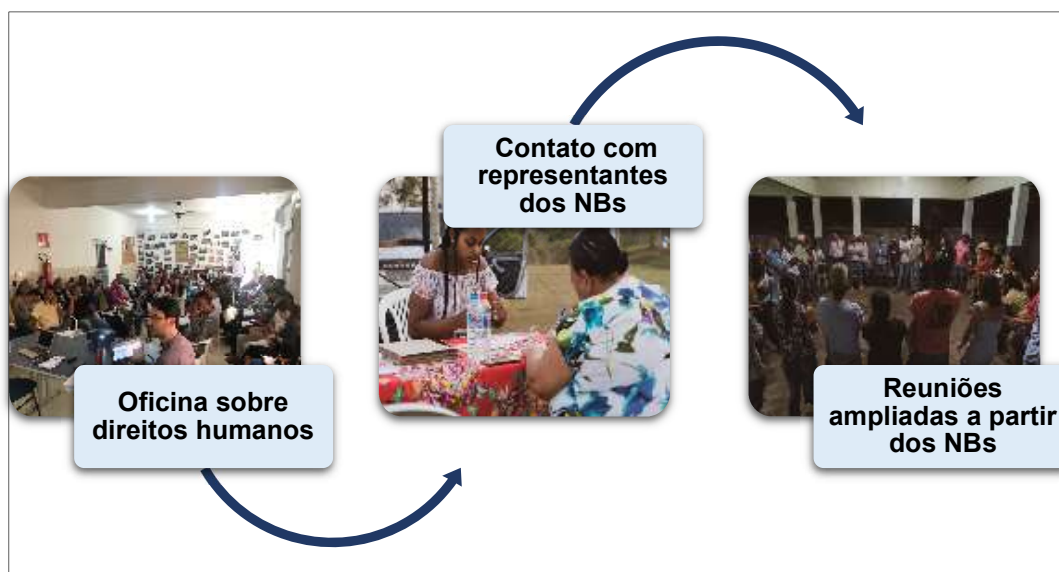 Oficina sobre
direitos humanos
Contato com
representantes
dos NBs
Reuniões
ampliadas a partir
dos NBs